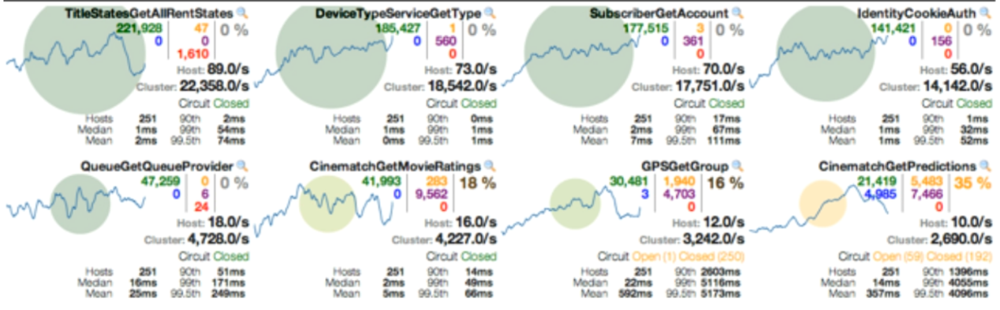 TitleStatesGetAllRentStates
221,928 47 0 %
0 0
1,610
Host: 89.0/s
Cluster: 22,358.0/s
Circuit Closed
Hosts 251 90th 2ms
Median 1ms 99th 54ms
Mean 2ms 99.5th 74ms
DeviceTypeServiceGetType
185,427 1 0 %
0 560
0
Host: 73.0/s
Cluster: 18,542.0/s
Circuit Closed
Hosts 251 90th 0ms
Median 1ms 99th 1ms
Mean 0ms 99.5th 1ms
SubscriberGetAccount
177,515 3 0 %
0 361
0
Host: 70.0/s
Cluster: 17,751.0/s
Circuit Closed
Hosts 251 90th 17ms
Median 2ms 99th 67ms
Mean 7ms 99.5th 111ms
IdentityCookieAuth
141,421 0 0 %
0 156
0
Host: 56.0/s
Cluster: 14,142.0/s
Circuit Closed
Hosts 251 90th 1ms
Median 1ms 99th 32ms
Mean 1ms 99.5th 52ms
QueueGetQueueProvider
47,259 0 0 %
0 6
24
Host: 18.0/s
Cluster: 4,728.0/s
Circuit Closed
Hosts 251 90th 51ms
Median 16ms 99th 171ms
Mean 25ms 99.5th 249ms
CinematchGetMovieRatings
41,993 283 18 %
0 9,562
0
Host: 16.0/s
Cluster: 4,227.0/s
Circuit Closed
Hosts 251 90th 14ms
Median 2ms 99th 49ms
Mean 5ms 99.5th 66ms
GPSGetGroup
30,481 1,940 16 %
3 4,703
0
Host: 12.0/s
Cluster: 3,242.0/s
Circuit Open (1) Closed (250)
Hosts 251 90th 2603ms
Median 22ms 99th 5116ms
Mean 592ms 99.5th 5173ms
CinematchGetPredictions
21,419 5,483 35 %
4,985 7,466
0
Host: 10.0/s
Cluster: 2,690.0/s
Circuit Open (59) Closed (192)
Hosts 251 90th 1396ms
Median 14ms 99th 4055ms
Mean 357ms 99.5th 4096ms